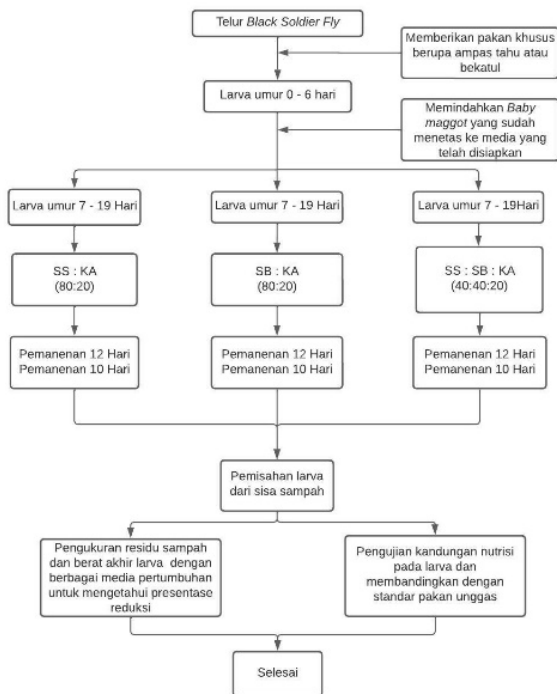 Telur Black Soldier Fly
Memberikan pakan khusus
berupa ampas tahu atau
bekatul
Larva umur 0 - 6 hari
Memindahkan Baby
maggot yang sudah
menetas ke media yang
telah disiapkan
Larva umur 7 - 19 Hari
Larva umur 7 - 19 Hari
Larva umur 7 - 19Hari
SS : KA
(80:20)
SB : KA
(80:20)
SS : SB : KA
(40:40:20)
Pemanenan 12 Hari
Pemanenan 10 Hari
Pemanenan 12 Hari
Pemanenan 10 Hari
Pemanenan 12 Hari
Pemanenan 10 Hari
Pemisahan larva
dari sisa sampah
Pengukuran residu sampah
dan berat akhir larva dengan
berbagai media pertumbuhan
untuk mengetahui presentase
reduksi
Pengujian kandungan nutrisi
pada larva dan
membandingkan dengan
standar pakan unggas
Selesai